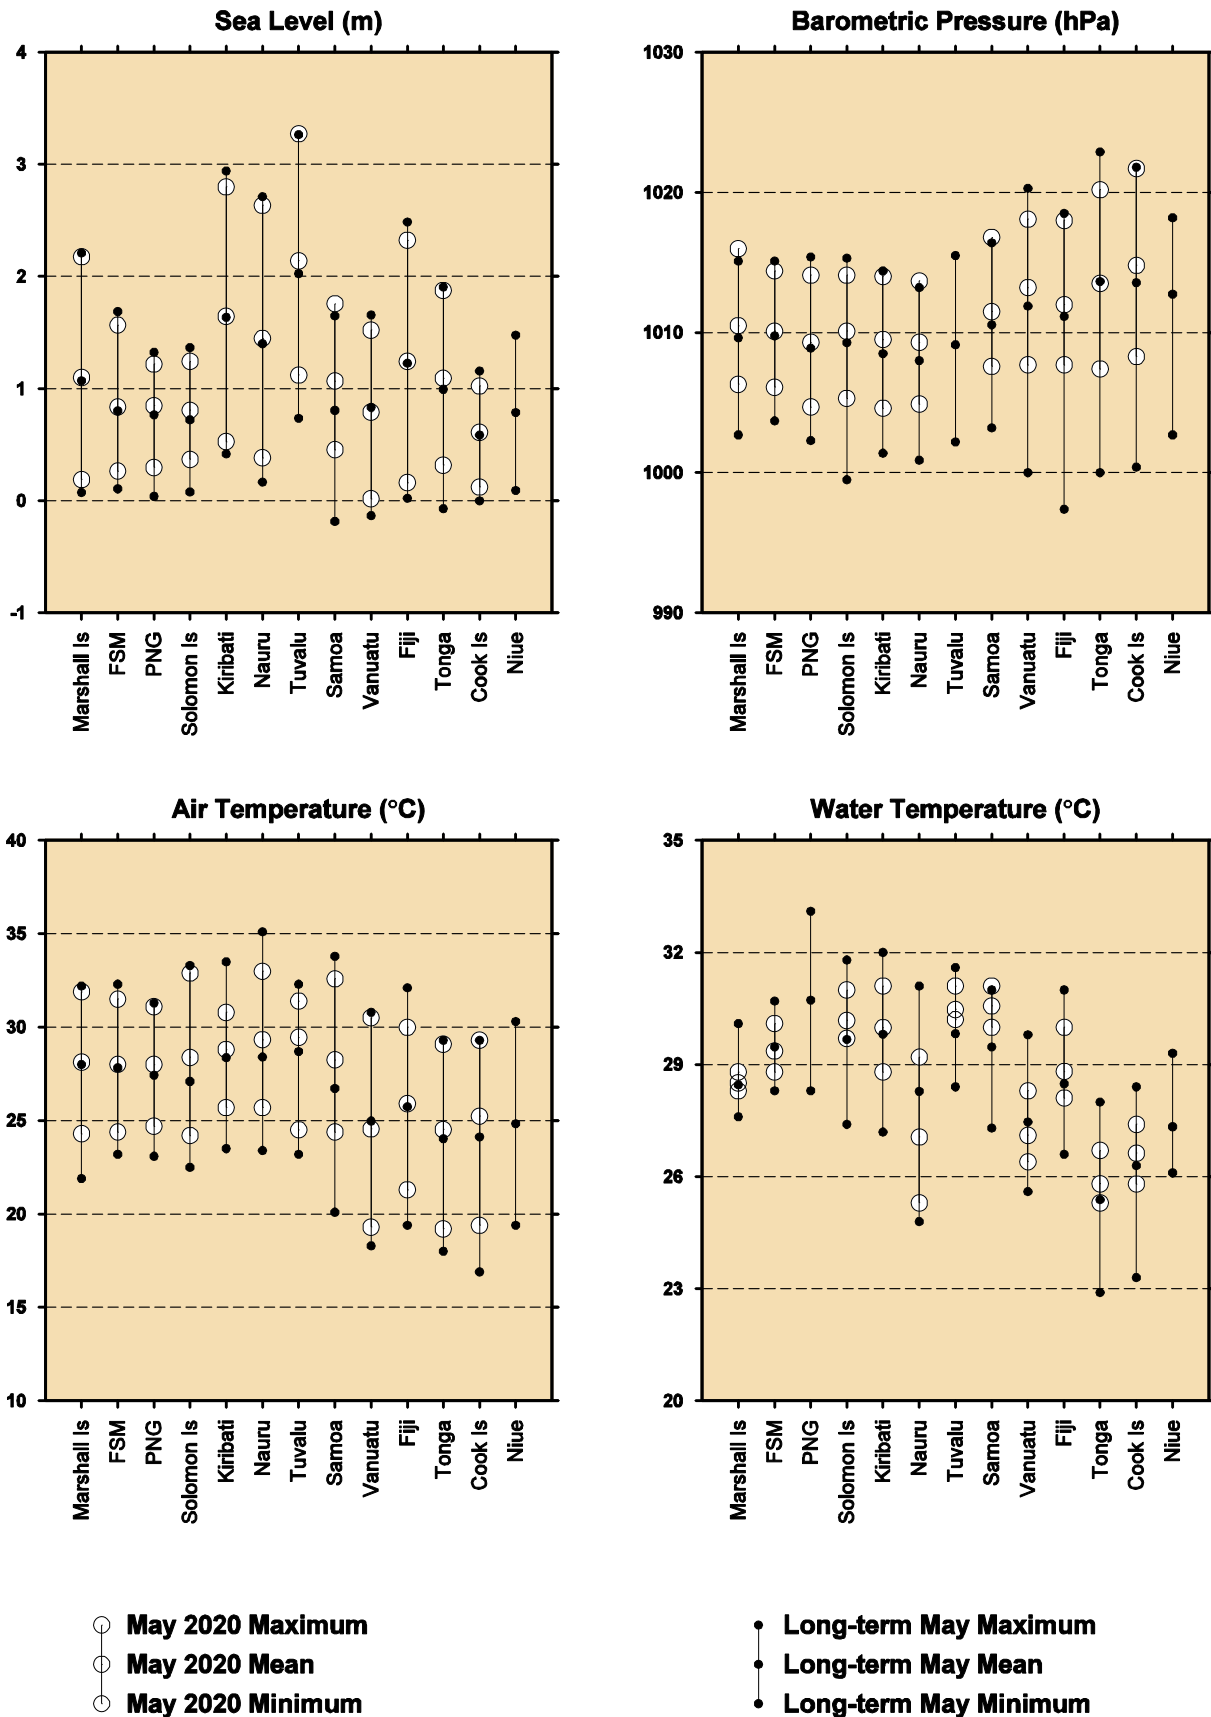 Sea Level (m)
4
3
2
1
0
-1
Marshall Is
FSM
PNG
Solomon Is
Kiribati
Nauru
Tuvalu
Samoa
Vanuatu
Fiji
Tonga
Cook Is
Niue
Barometric Pressure (hPa)
1030
1020
1010
1000
990
Marshall Is
FSM
PNG
Solomon Is
Kiribati
Nauru
Tuvalu
Samoa
Vanuatu
Fiji
Tonga
Cook Is
Niue
Air Temperature (°C)
40
35
30
25
20
15
10
Marshall Is
FSM
PNG
Solomon Is
Kiribati
Nauru
Tuvalu
Samoa
Vanuatu
Fiji
Tonga
Cook Is
Niue
Water Temperature (°C)
35
32
29
26
23
20
Marshall Is
FSM
PNG
Solomon Is
Kiribati
Nauru
Tuvalu
Samoa
Vanuatu
Fiji
Tonga
Cook Is
Niue
May 2020 Maximum
May 2020 Mean
May 2020 Minimum
Long-term May Maximum
Long-term May Mean
Long-term May Minimum